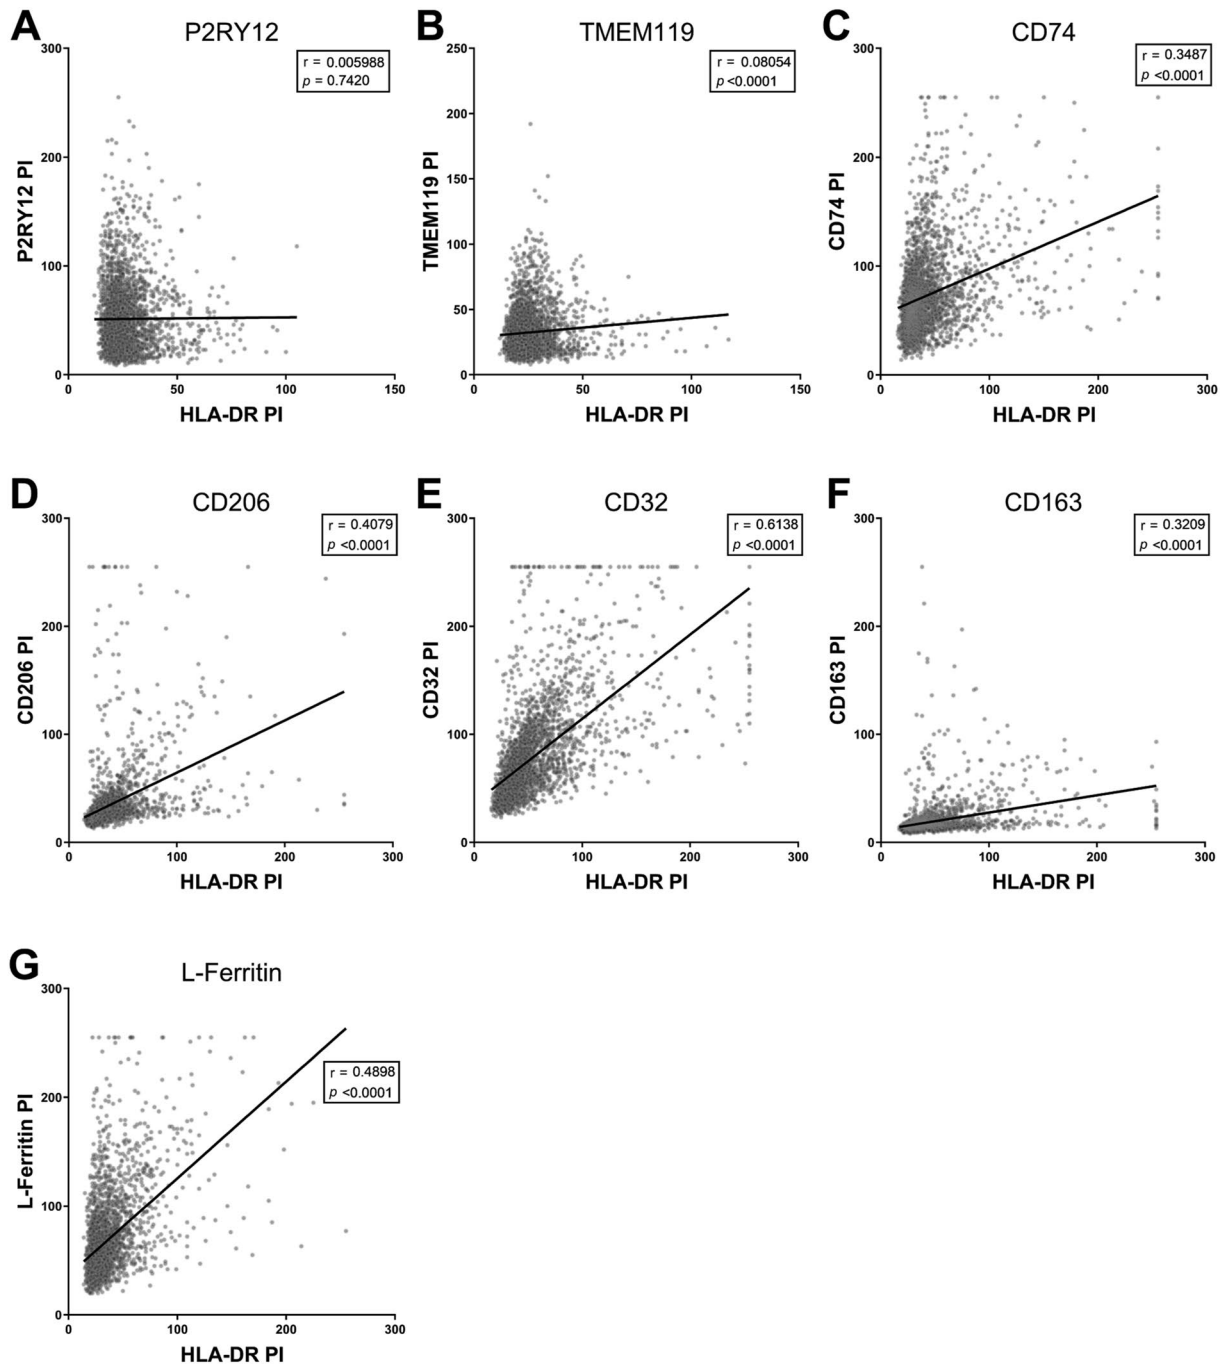 A
P2RY12
r = 0.005988
p = 0.7420
300
200
100
0
P2RY12 PI
0 50 100 150
HLA-DR PI
B
TMEM119
r = 0.08054
p <0.0001
250
200
150
100
50
0
TMEM119 PI
0 50 100 150
HLA-DR PI
C
CD74
r = 0.3487
p <0.0001
300
200
100
0
CD74 PI
0 100 200 300
HLA-DR PI
D
CD206
r = 0.4079
p <0.0001
300
200
100
0
CD206 PI
0 100 200 300
HLA-DR PI
E
CD32
r = 0.6138
p <0.0001
300
200
100
0
CD32 PI
0 100 200 300
HLA-DR PI
F
CD163
r = 0.3209
p <0.0001
300
200
100
0
CD163 PI
0 100 200 300
HLA-DR PI
G
L-Ferritin
r = 0.4898
p <0.0001
300
200
100
0
L-Ferritin PI
0 100 200 300
HLA-DR PI